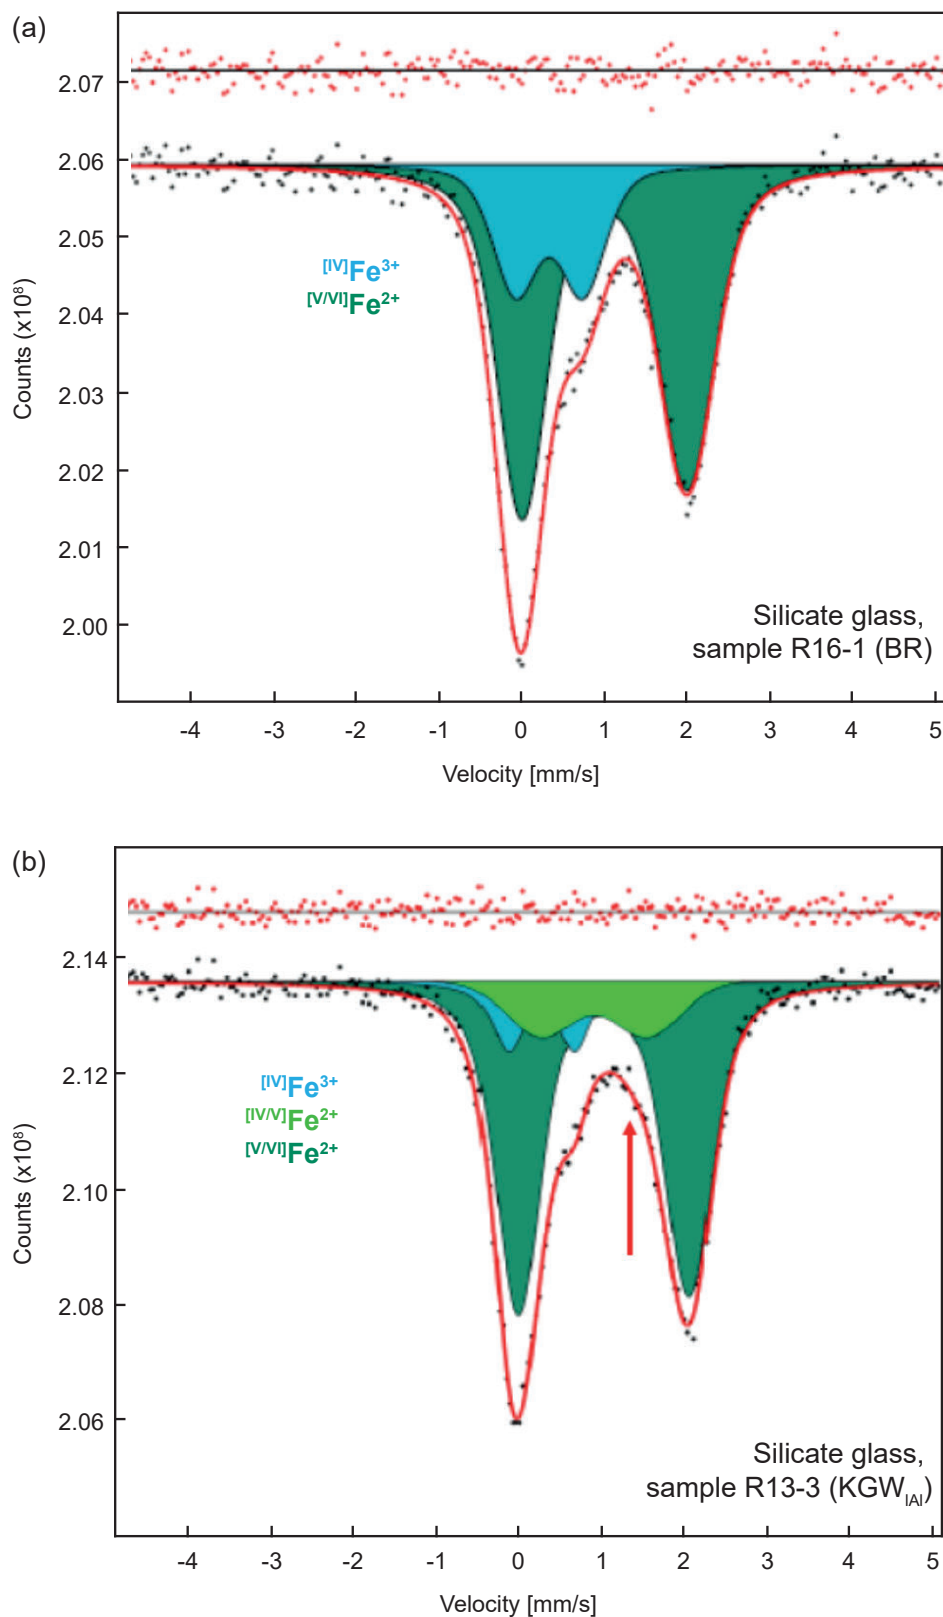 (a)
2.07
2.06
2.05
2.04
2.03
2.02
2.01
2.00
Counts (x10⁸)
[IV]Fe³⁺
[V/VI]Fe²⁺
Silicate glass,
sample R16-1 (BR)
-4 -3 -2 -1 0 1 2 3 4 5
Velocity [mm/s]
(b)
2.14
2.12
2.10
2.08
2.06
Counts (x10⁸)
[IV]Fe³⁺
[IV/V]Fe²⁺
[V/VI]Fe²⁺
Silicate glass,
sample R13-3 (KGW_IAI)
-4 -3 -2 -1 0 1 2 3 4 5
Velocity [mm/s]